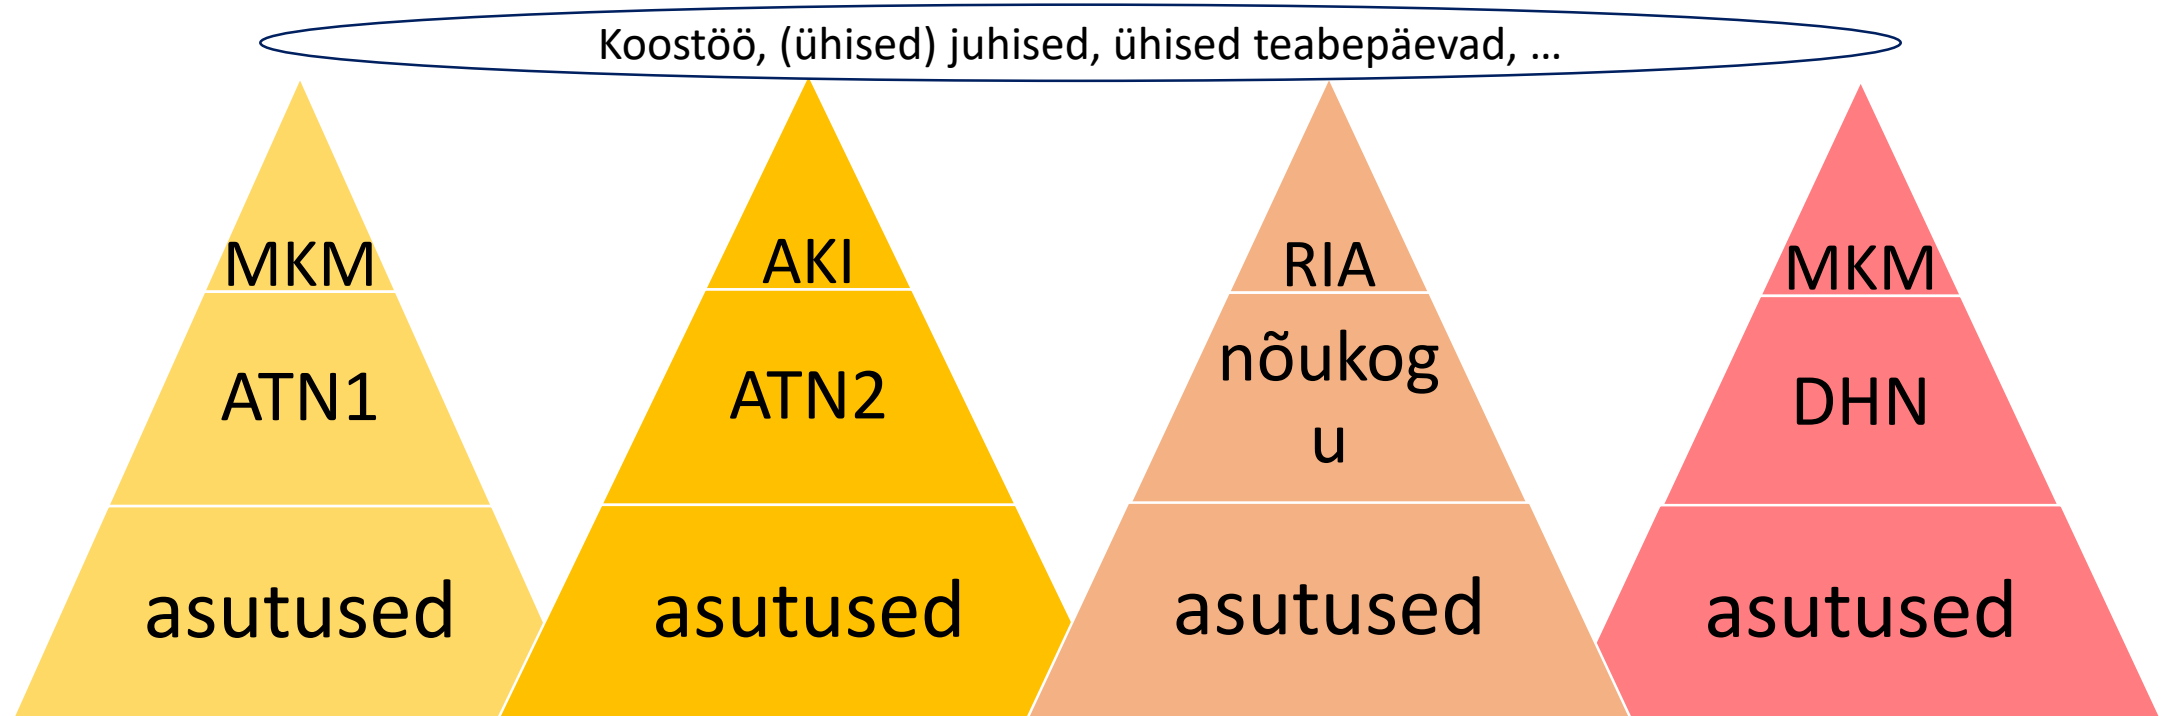 Koostöö, (ühised) juhised, ühised teabepäevad, ...
MKM
ATN1
asutused
AKI
ATN2
asutused
RIA
nõukog
u
asutused
MKM
DHN
asutused